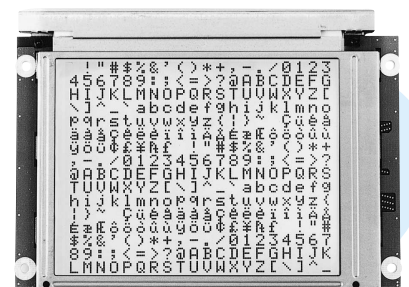 !"#$%&'()*+,-./0123
456789:;<=>?@ABCDEFG
HIJKLMNOPQRSTUVWXYZ[
\]^_`abcdefghijklmno
pqrstuvwxyz{|}~ Çüéâ
äàåçêëèïîìÄÅÉæÆôöòûù
ÿÖÜ¢£¥₧ƒ !"#$%&'()*+
,-./0123456789:;<=>?
@ABCDEFGHIJKLMNOPQRS
TUVWXYZ[\]^_`abcdefg
hijklmnopqrstuvwxyz{
|}~ Çüéâäàåçêëèïîì��Å
ÉæÆôöòûùÿÖÜ¢£¥₧ƒ !"#
$%&'()*+,-./01234567
89:;<=>?@ABCDEFGHIJK
LMNOPQRSTUVWXYZ[\]^_